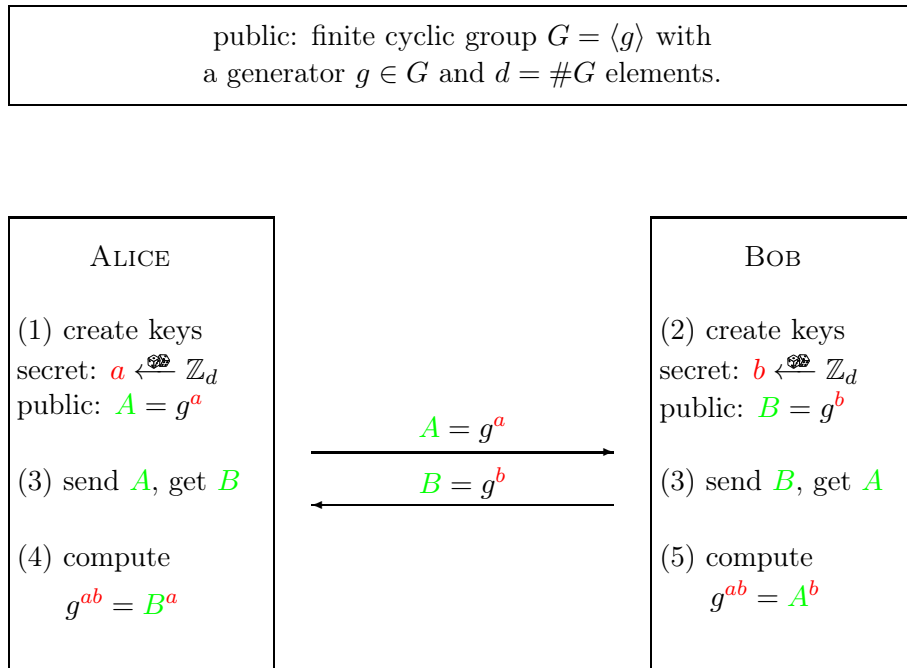 public: finite cyclic group G = ⟨g⟩ with
a generator g ∈ G and d = #G elements.
ALICE
(1) create keys
secret: a ← ℤ_d
public: A = g^a
(3) send A, get B
(4) compute
g^{ab} = B^a
A = g^a
B = g^b
BOB
(2) create keys
secret: b ← ℤ_d
public: B = g^b
(3) send B, get A
(5) compute
g^{ab} = A^b